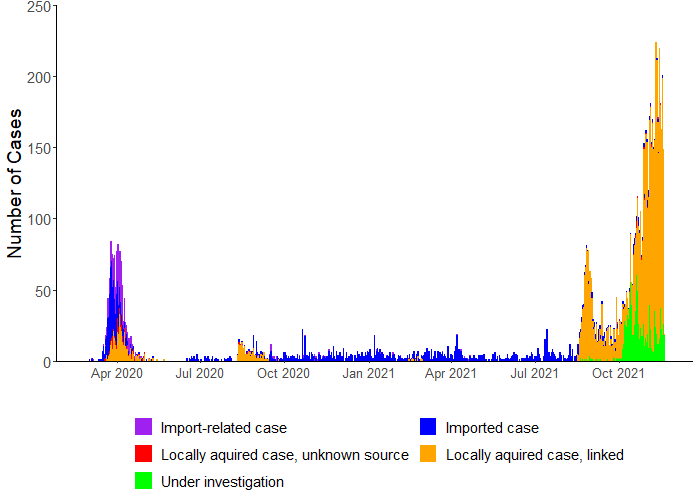 250
200
150
100
50
0
Number of Cases
Apr 2020 Jul 2020 Oct 2020 Jan 2021 Apr 2021 Jul 2021 Oct 2021
Import-related case Imported case
Locally aquired case, unknown source Locally aquired case, linked
Under investigation